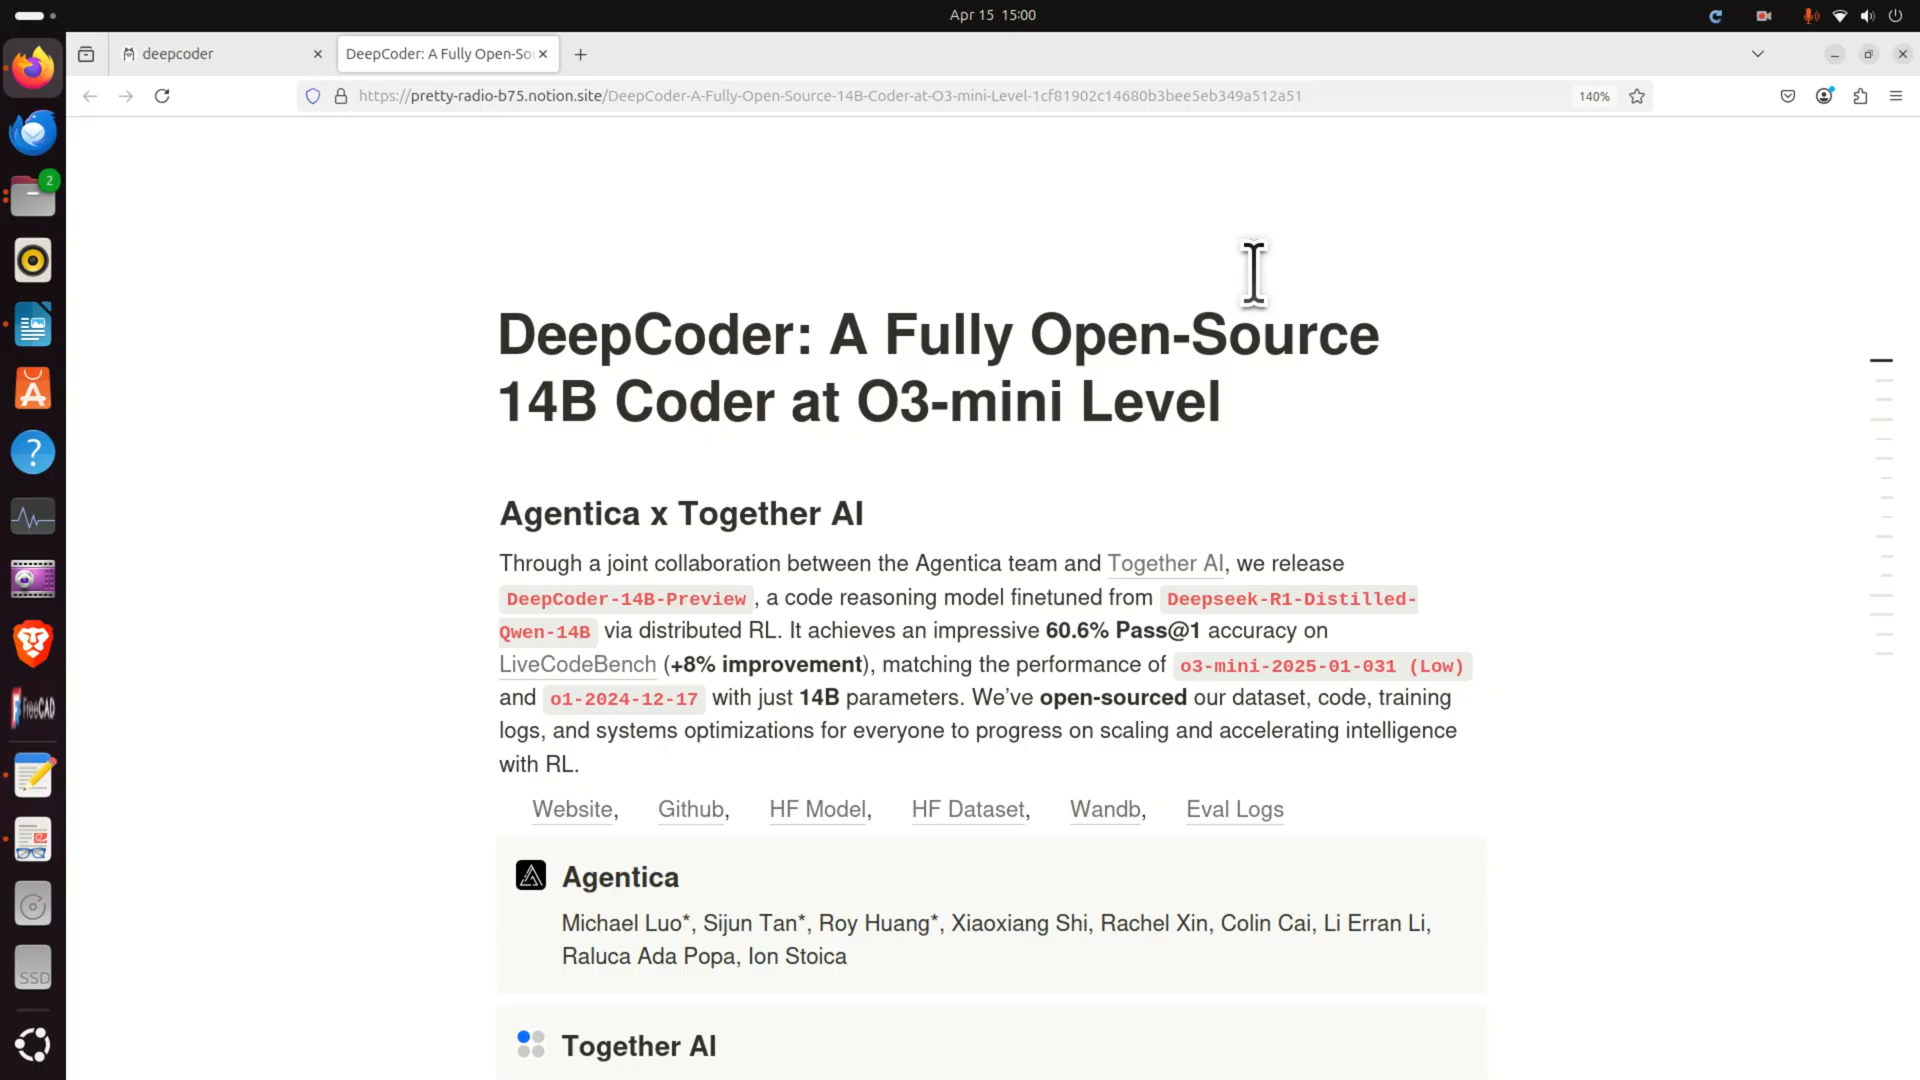 Apr 15 15:00
deepcoder
DeepCoder: A Fully Open-So
https://pretty-radio-b75.notion.site/DeepCoder-A-Fully-Open-Source-14B-Coder-at-O3-mini-Level-1cf81902c14680b3bee5eb349a512a51
140%
2
DeepCoder: A Fully Open-Source
14B Coder at O3-mini Level
Agentica x Together AI
Through a joint collaboration between the Agentica team and Together AI, we release
DeepCoder-14B-Preview, a code reasoning model finetuned from Deepseek-R1-Distilled-
Qwen-14B via distributed RL. It achieves an impressive 60.6% Pass@1 accuracy on
LiveCodeBench (+8% improvement), matching the performance of o3-mini-2025-01-031 (Low)
and o1-2024-12-17 with just 14B parameters. We’ve open-sourced our dataset, code, training
logs, and systems optimizations for everyone to progress on scaling and accelerating intelligence
with RL.
Website, Github, HF Model, HF Dataset, Wandb, Eval Logs
Agentica
Michael Luo*, Sijun Tan*, Roy Huang*, Xiaoxiang Shi, Rachel Xin, Colin Cai, Li Erran Li,
Raluca Ada Popa, Ion Stoica
Together AI
FreeCAD
SSD